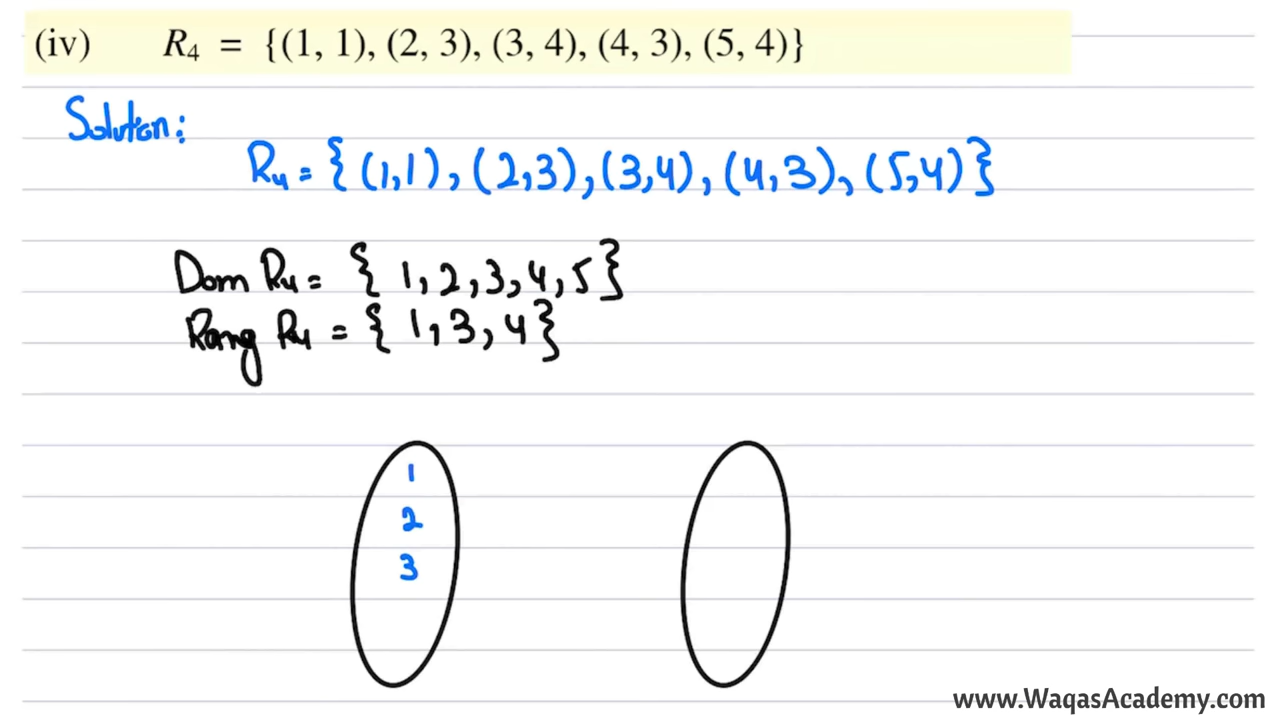 (iv) R₄ = {(1, 1), (2, 3), (3, 4), (4, 3), (5, 4)}
Solution:
R₄ = { (1,1), (2,3), (3,4), (4,3), (5,4) }
Dom R₄ = { 1, 2, 3, 4, 5 }
Rang R₄ = { 1, 3, 4 }
1
2
3
www.WaqasAcademy.com